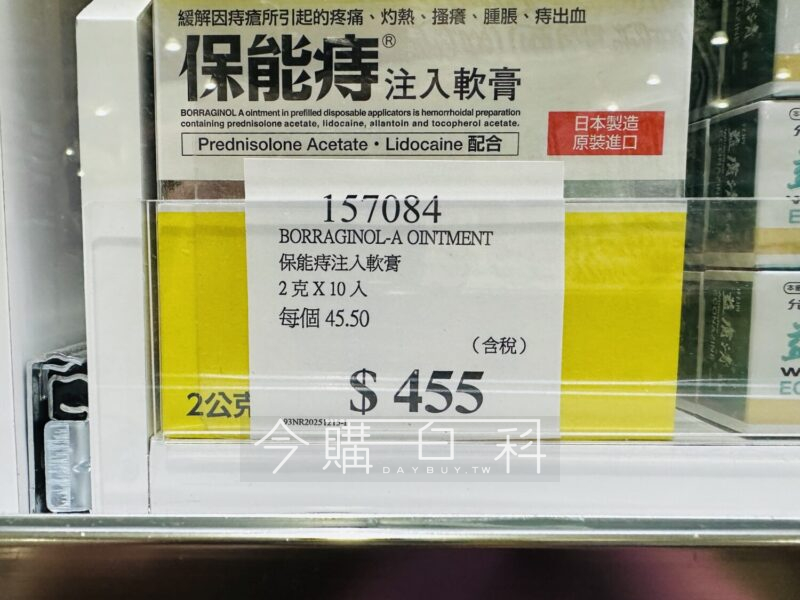 緩解因痔瘡所引起的疼痛、灼熱、搔癢、腫脹、痔出血
保能痔® 注入軟膏
BORRAGINOL A ointment in prefilled disposable applicators is hemorrhoidal preparation
containing prednisolone acetate, lidocaine, allantoin and tocopherol acetate.
Prednisolone Acetate・Lidocaine 配合
日本製造
原裝進口
157084
BORRAGINOL-A OINTMENT
保能痔注入軟膏
2 克 X 10 入
每個 45.50
（含稅）
$ 455
2公克
93NR20251215-1
今購百科
DAYBUY.TW